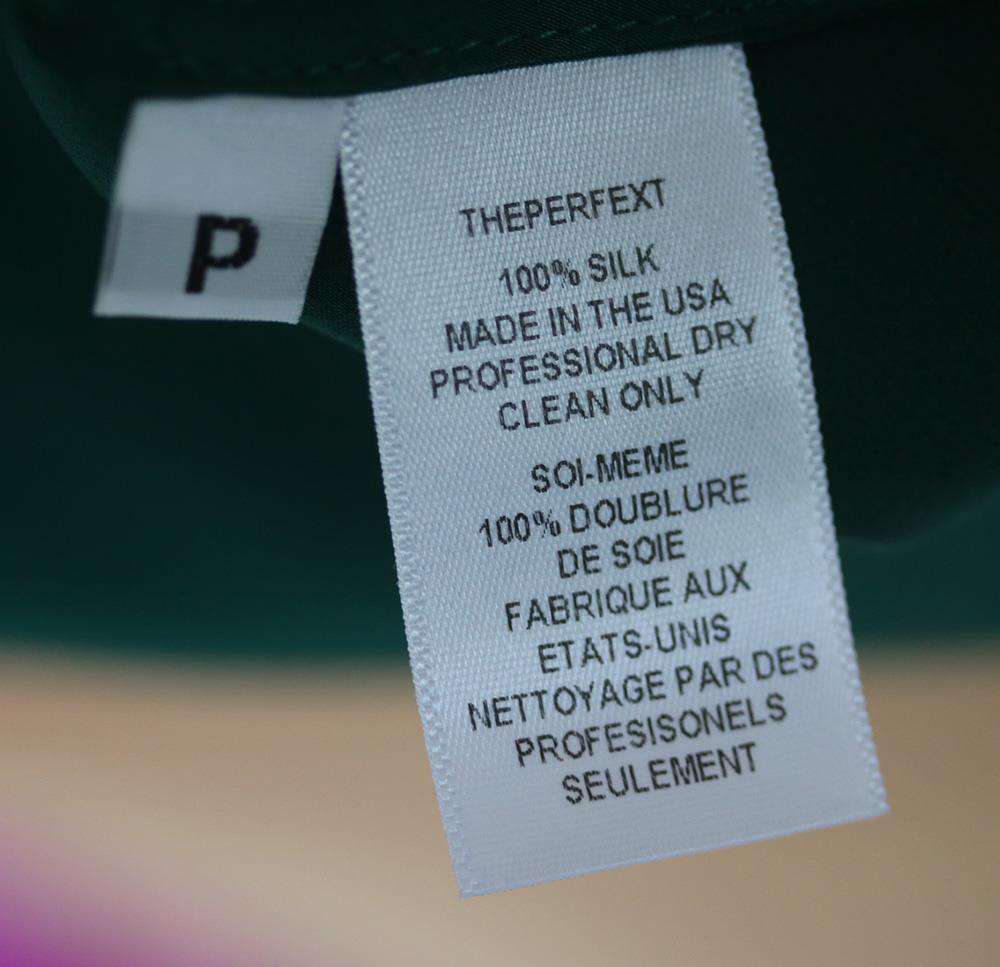 P
THEPERFEXT
100% SILK
MADE IN THE USA
PROFESSIONAL DRY
CLEAN ONLY
SOI-MEME
100% DOUBLURE
DE SOIE
FABRIQUE AUX
ETATS-UNIS
NETTOYAGE PAR DES
PROFESISONELS
SEULEMENT